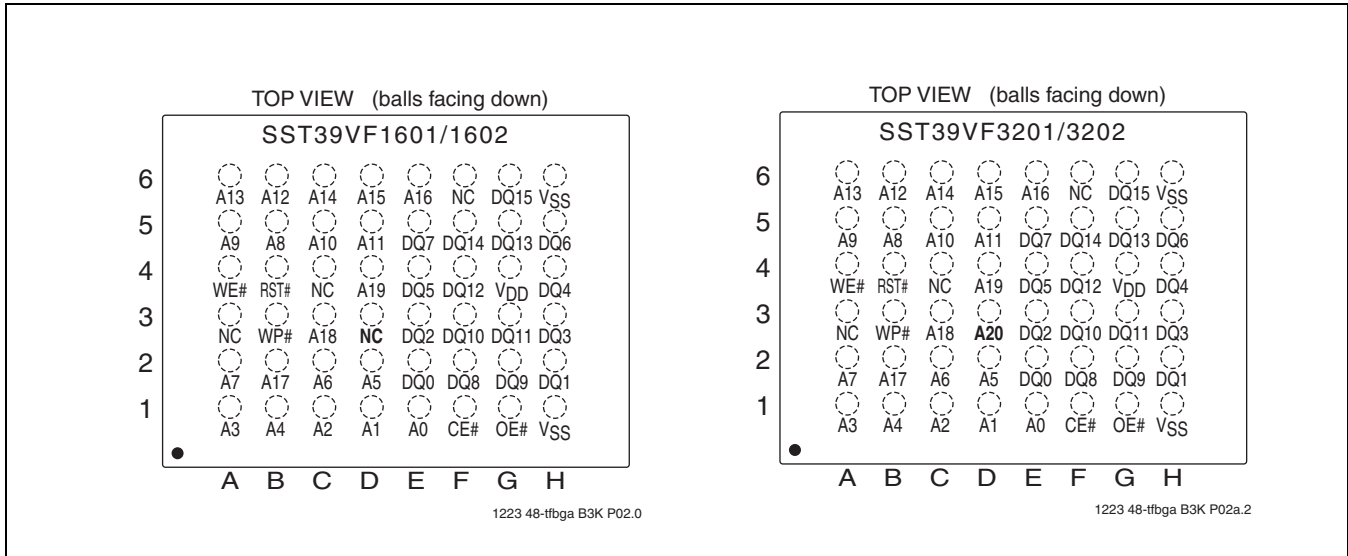 TOP VIEW (balls facing down)
SST39VF1601/1602
6
A13 A12 A14 A15 A16 NC DQ15 VSS
5
A9 A8 A10 A11 DQ7 DQ14 DQ13 DQ6
4
WE# RST# NC A19 DQ5 DQ12 VDD DQ4
3
NC WP# A18 NC DQ2 DQ10 DQ11 DQ3
2
A7 A17 A6 A5 DQ0 DQ8 DQ9 DQ1
1
A3 A4 A2 A1 A0 CE# OE# VSS
A B C D E F G H
1223 48-tfbga B3K P02.0
TOP VIEW (balls facing down)
SST39VF3201/3202
6
A13 A12 A14 A15 A16 NC DQ15 VSS
5
A9 A8 A10 A11 DQ7 DQ14 DQ13 DQ6
4
WE# RST# NC A19 DQ5 DQ12 VDD DQ4
3
NC WP# A18 A20 DQ2 DQ10 DQ11 DQ3
2
A7 A17 A6 A5 DQ0 DQ8 DQ9 DQ1
1
A3 A4 A2 A1 A0 CE# OE# VSS
A B C D E F G H
1223 48-tfbga B3K P02a.2